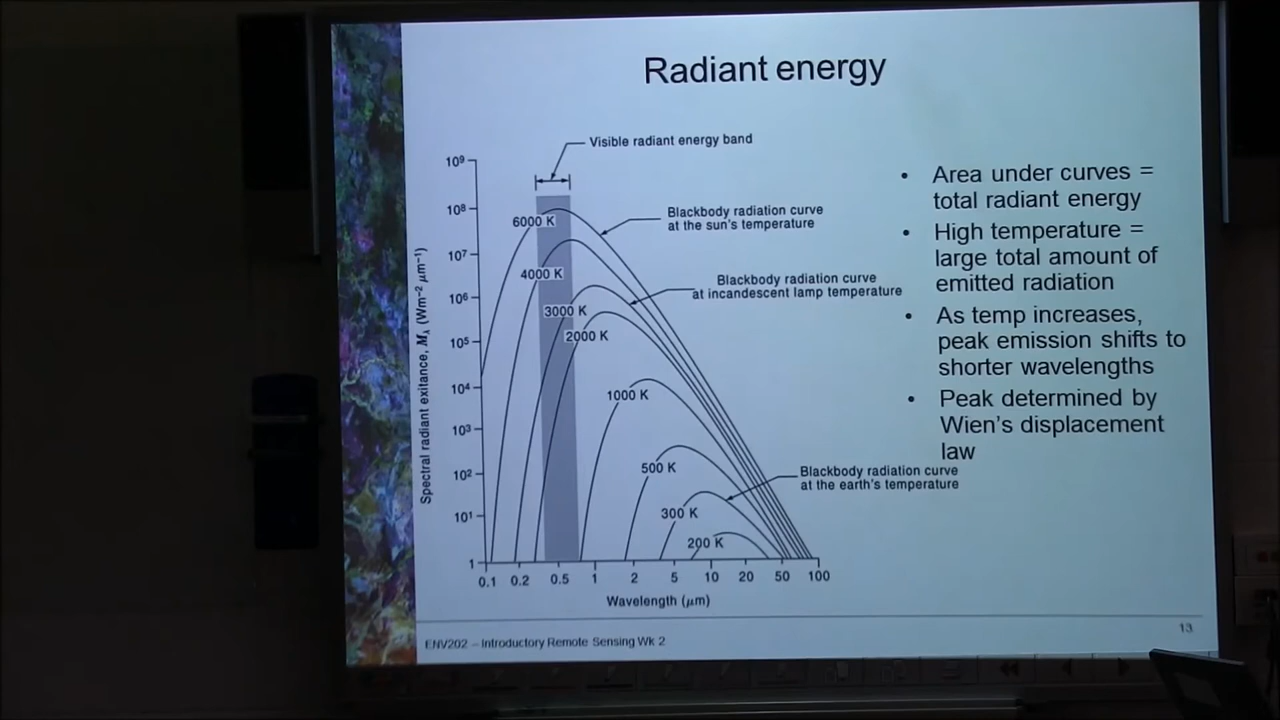 Radiant energy
Visible radiant energy band
10⁹
10⁸
10⁷
10⁶
10⁵
10⁴
10³
10²
10¹
1
Spectral radiant exitance, Mλ (Wm⁻² μm⁻¹)
6000 K
4000 K
3000 K
2000 K
1000 K
500 K
300 K
200 K
Blackbody radiation curve
at the sun's temperature
Blackbody radiation curve
at incandescent lamp temperature
Blackbody radiation curve
at the earth's temperature
0.1 0.2 0.5 1 2 5 10 20 50 100
Wavelength (μm)
• Area under curves =
total radiant energy
• High temperature =
large total amount of
emitted radiation
• As temp increases,
peak emission shifts to
shorter wavelengths
• Peak determined by
Wien's displacement
law
ENV202 – Introductory Remote Sensing Wk 2
13